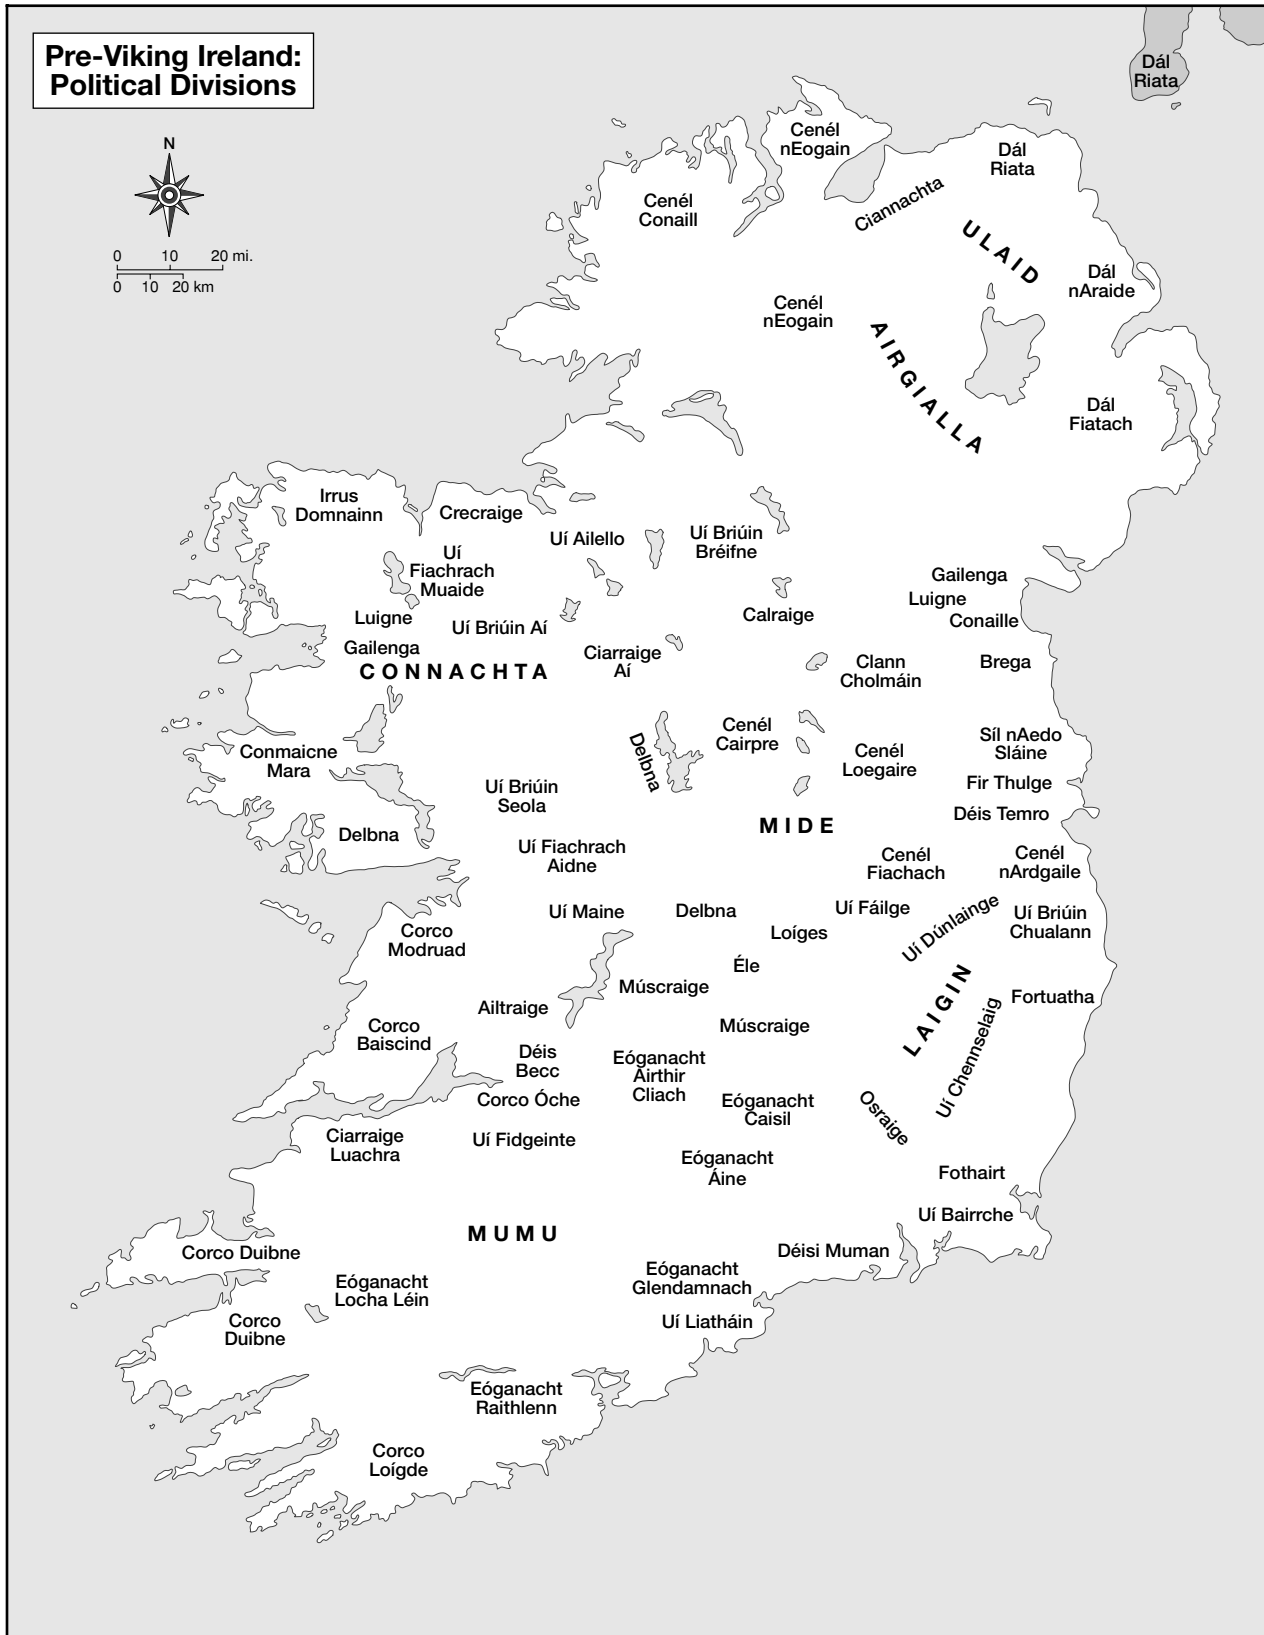 Pre-Viking Ireland:
Political Divisions
N
0 10 20 mi.
0 10 20 km
Dál
Riata
Cenél
nEogain
Dál
Riata
Cenél
Conaill
Ciannachta
ULAID
Dál
nAraide
Cenél
nEogain
AIRGIALLA
Dál
Fiatach
Irrus
Domnainn
Crecraige
Uí Ailello
Uí Briúin
Bréifne
Uí
Fiachrach
Muaide
Gailenga
Luigne
Conaille
Luigne
Gailenga
Uí Briúin Aí
Calraige
Ciarraige
Aí
CONNACHTA
Clann
Cholmáin
Brega
Conmaicne
Mara
Delbna
Cenél
Cairpre
Cenél
Loegaire
Síl nAedo
Sláine
Fir Thulge
Uí Briúin
Seola
Déis Temro
MIDE
Delbna
Uí Fiachrach
Aidne
Cenél
Fiachach
Cenél
nArdgaile
Uí Maine
Delbna
Uí Fáilge
Uí Dúnlainge
Uí Briúin
Chualann
Corco
Modruad
Loíges
Éle
Múscraige
Ailtraige
LAIGIN
Fortuatha
Corco
Baiscind
Múscraige
Uí Chennselaig
Déis
Becc
Eóganacht
Airthir
Cliach
Corco Óche
Eóganacht
Caisil
Osraige
Ciarraige
Luachra
Uí Fidgeinte
Eóganacht
Áine
Fothairt
Uí Bairrche
MUMU
Corco Duibne
Déisi Muman
Eóganacht
Locha Léin
Eóganacht
Glendamnach
Corco
Duibne
Uí Liatháin
Eóganacht
Raithlenn
Corco
Loígde